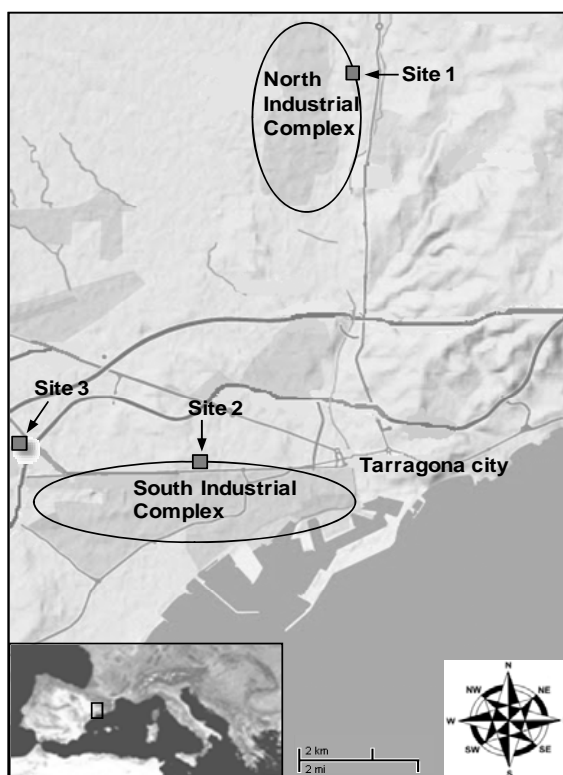 North
Industrial
Complex
Site 1
Site 3
Site 2
Tarragona city
South Industrial
Complex
2 km
2 mi
N
NW
NE
W
E
SW
SE
S